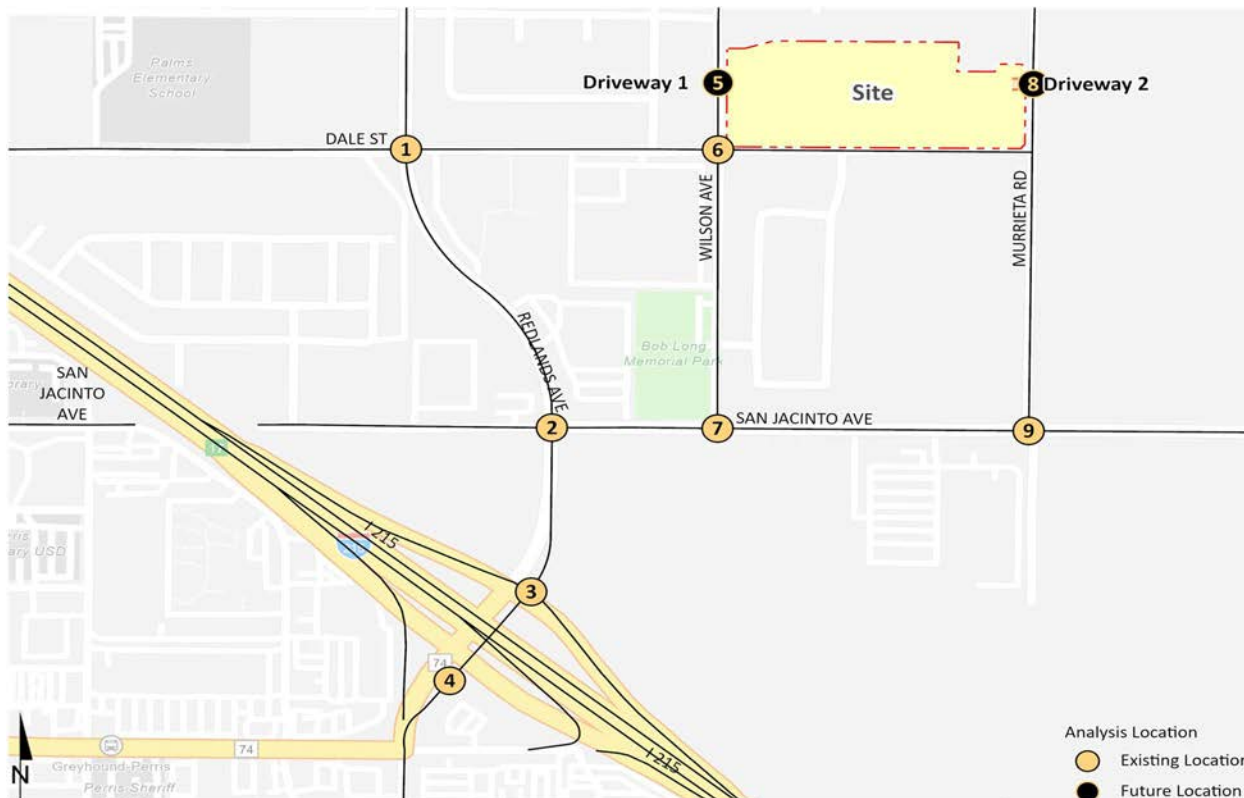 Palms
Elementary
School
Driveway 1
5
Site
8
Driveway 2
DALE ST
1
6
WILSON AVE
MURRIETA RD
REDLANDS AVE
Bob Long
Memorial Park
SAN
JACINTO
AVE
2
7
SAN JACINTO AVE
9
I 215
3
74
4
74
I 215
Greyhound-Perris
Perris Sheriff
N
Analysis Location
Existing Location
Future Location